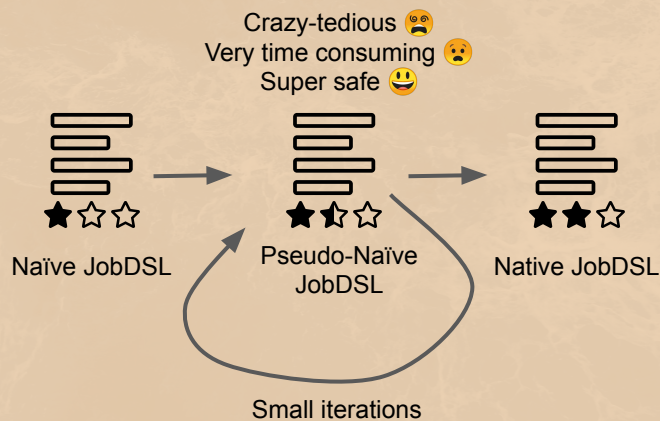 Crazy-tedious 😵
Very time consuming 😧
Super safe 😃
Naïve JobDSL
Pseudo-Naïve
JobDSL
Native JobDSL
Small iterations